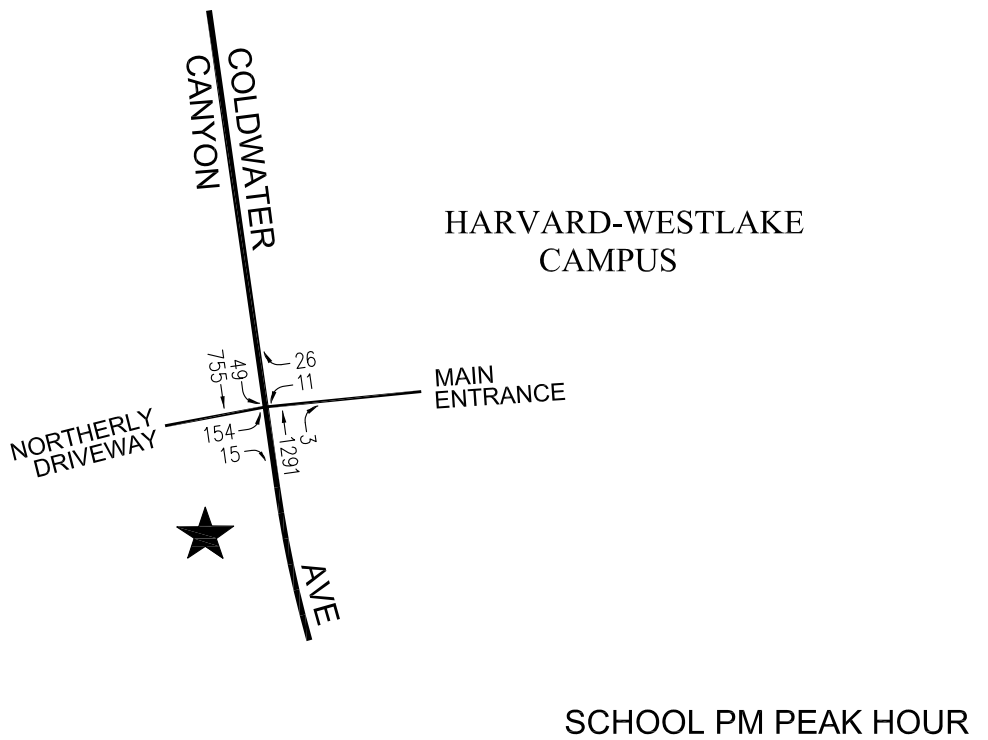 COLDWATER
CANYON
HARVARD-WESTLAKE
CAMPUS
755
49
26
11
MAIN
ENTRANCE
NORTHERLY
DRIVEWAY
154
15
1291
3
AVE
SCHOOL PM PEAK HOUR